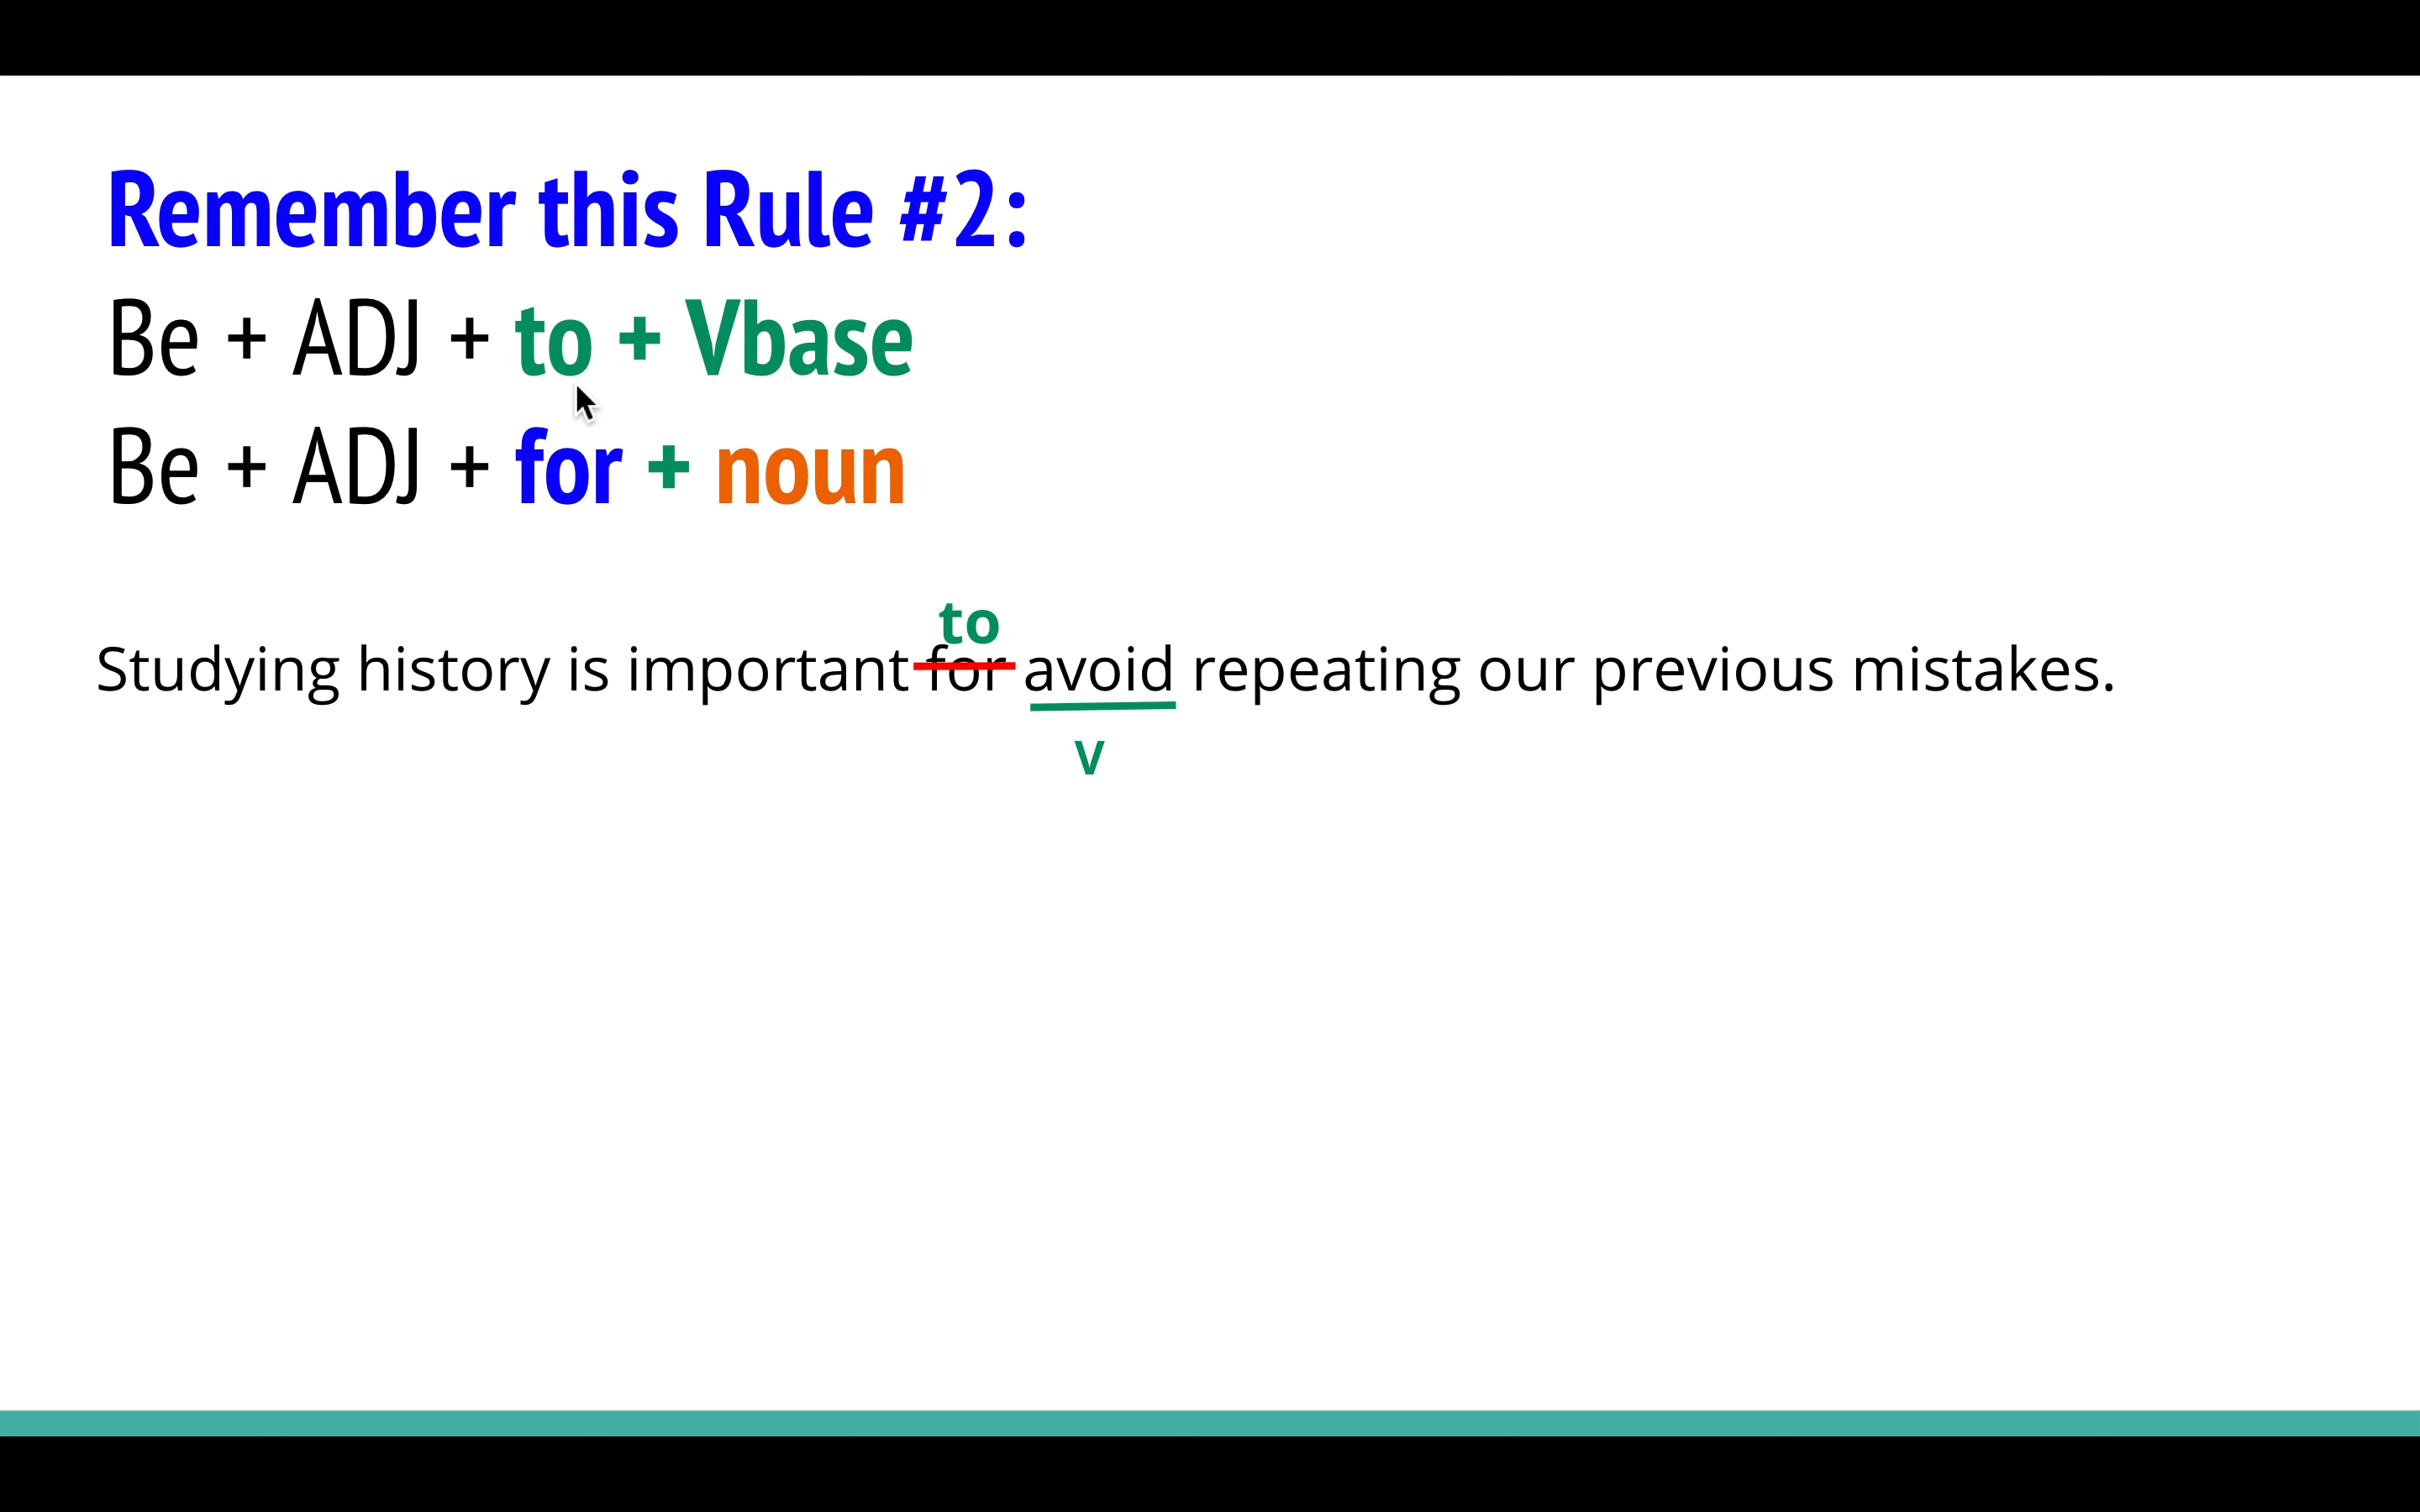 Remember this Rule #2:
Be + ADJ + to + Vbase
Be + ADJ + for + noun
to
Studying history is important for avoid repeating our previous mistakes.
v